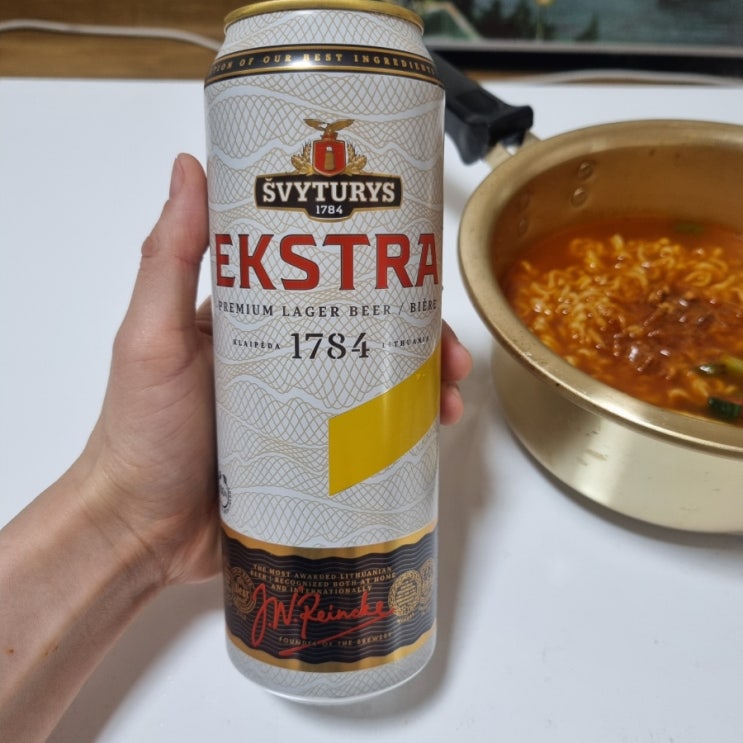 ION OF OUR BEST INGREDIENT
ŠVYTURYS
1784
EKSTRA
PREMIUM LAGER BEER / BIÈRE
KLAIPĖDA 1784 LITHUANIA
THE MOST AWARDED LITHUANIAN
BEER RECOGNIZED BOTH AT HOME
AND INTERNATIONALLY
J.W. Reincke
FOUNDER OF THE BREWERY